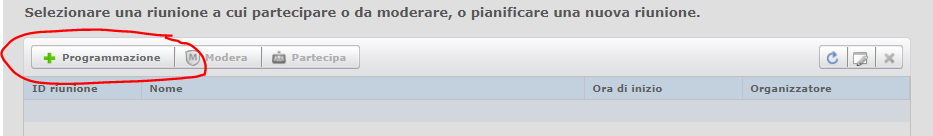 Selezionare una riunione a cui partecipare o da moderare, o pianificare una nuova riunione.
Programmazione M Modera Partecipa
ID riunione Nome Ora di inizio Organizzatore